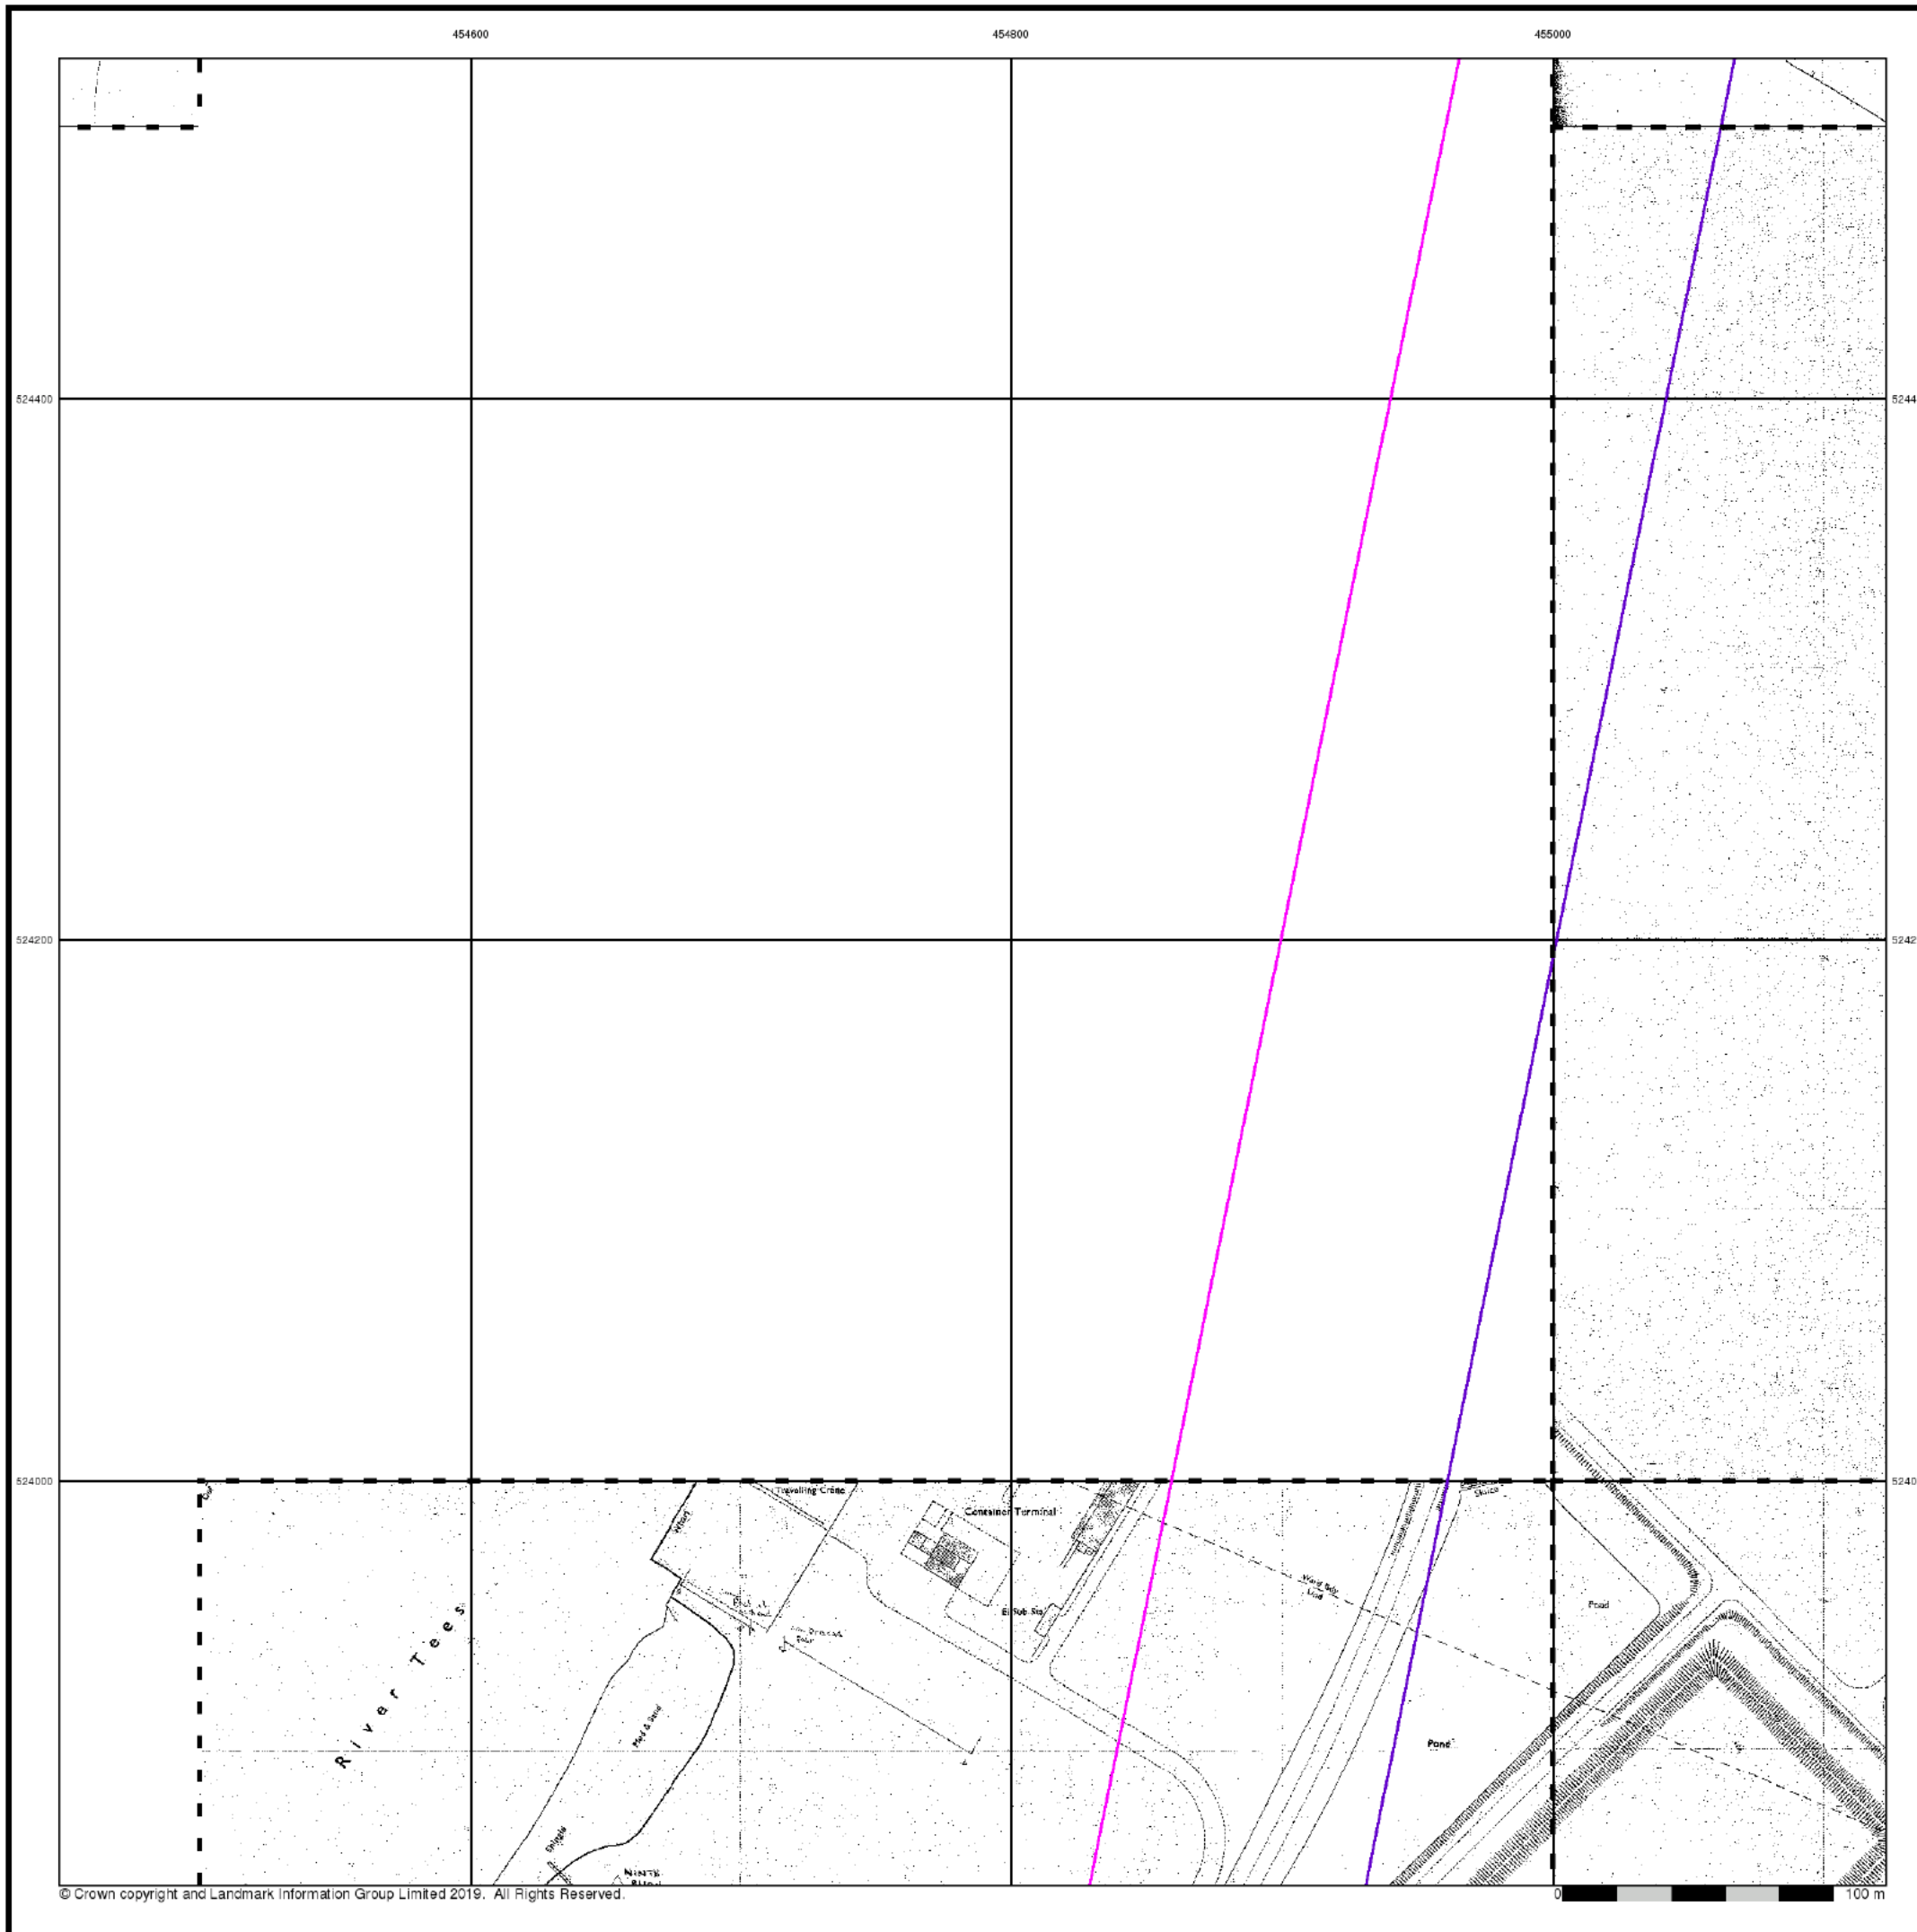 454600
454800
455000
524400
5244
524200
5242
524000
5240
Travelling Crane
Sluice
Container Terminal
Wharf
El Sub Sta
Ward Bdy
Pond
River Tees
Mud & Sand
Pond
Shingle
© Crown copyright and Landmark Information Group Limited 2019. All Rights Reserved.
0
100 m